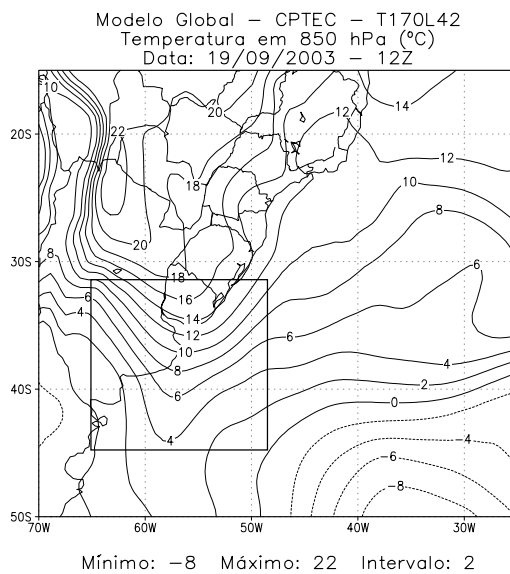 Modelo Global − CPTEC − T170L42
Temperatura em 850 hPa (ºC)
Data: 19/09/2003 − 12Z
10
20
12
14
22
20S
12
18
10
8
20
8
6
30S
18
16
6
14
4
12
6
10
8
4
6
2
40S
0
4
−4
−6
−8
50S
70W
60W
50W
40W
30W
Mínimo: −8 Máximo: 22 Intervalo: 2